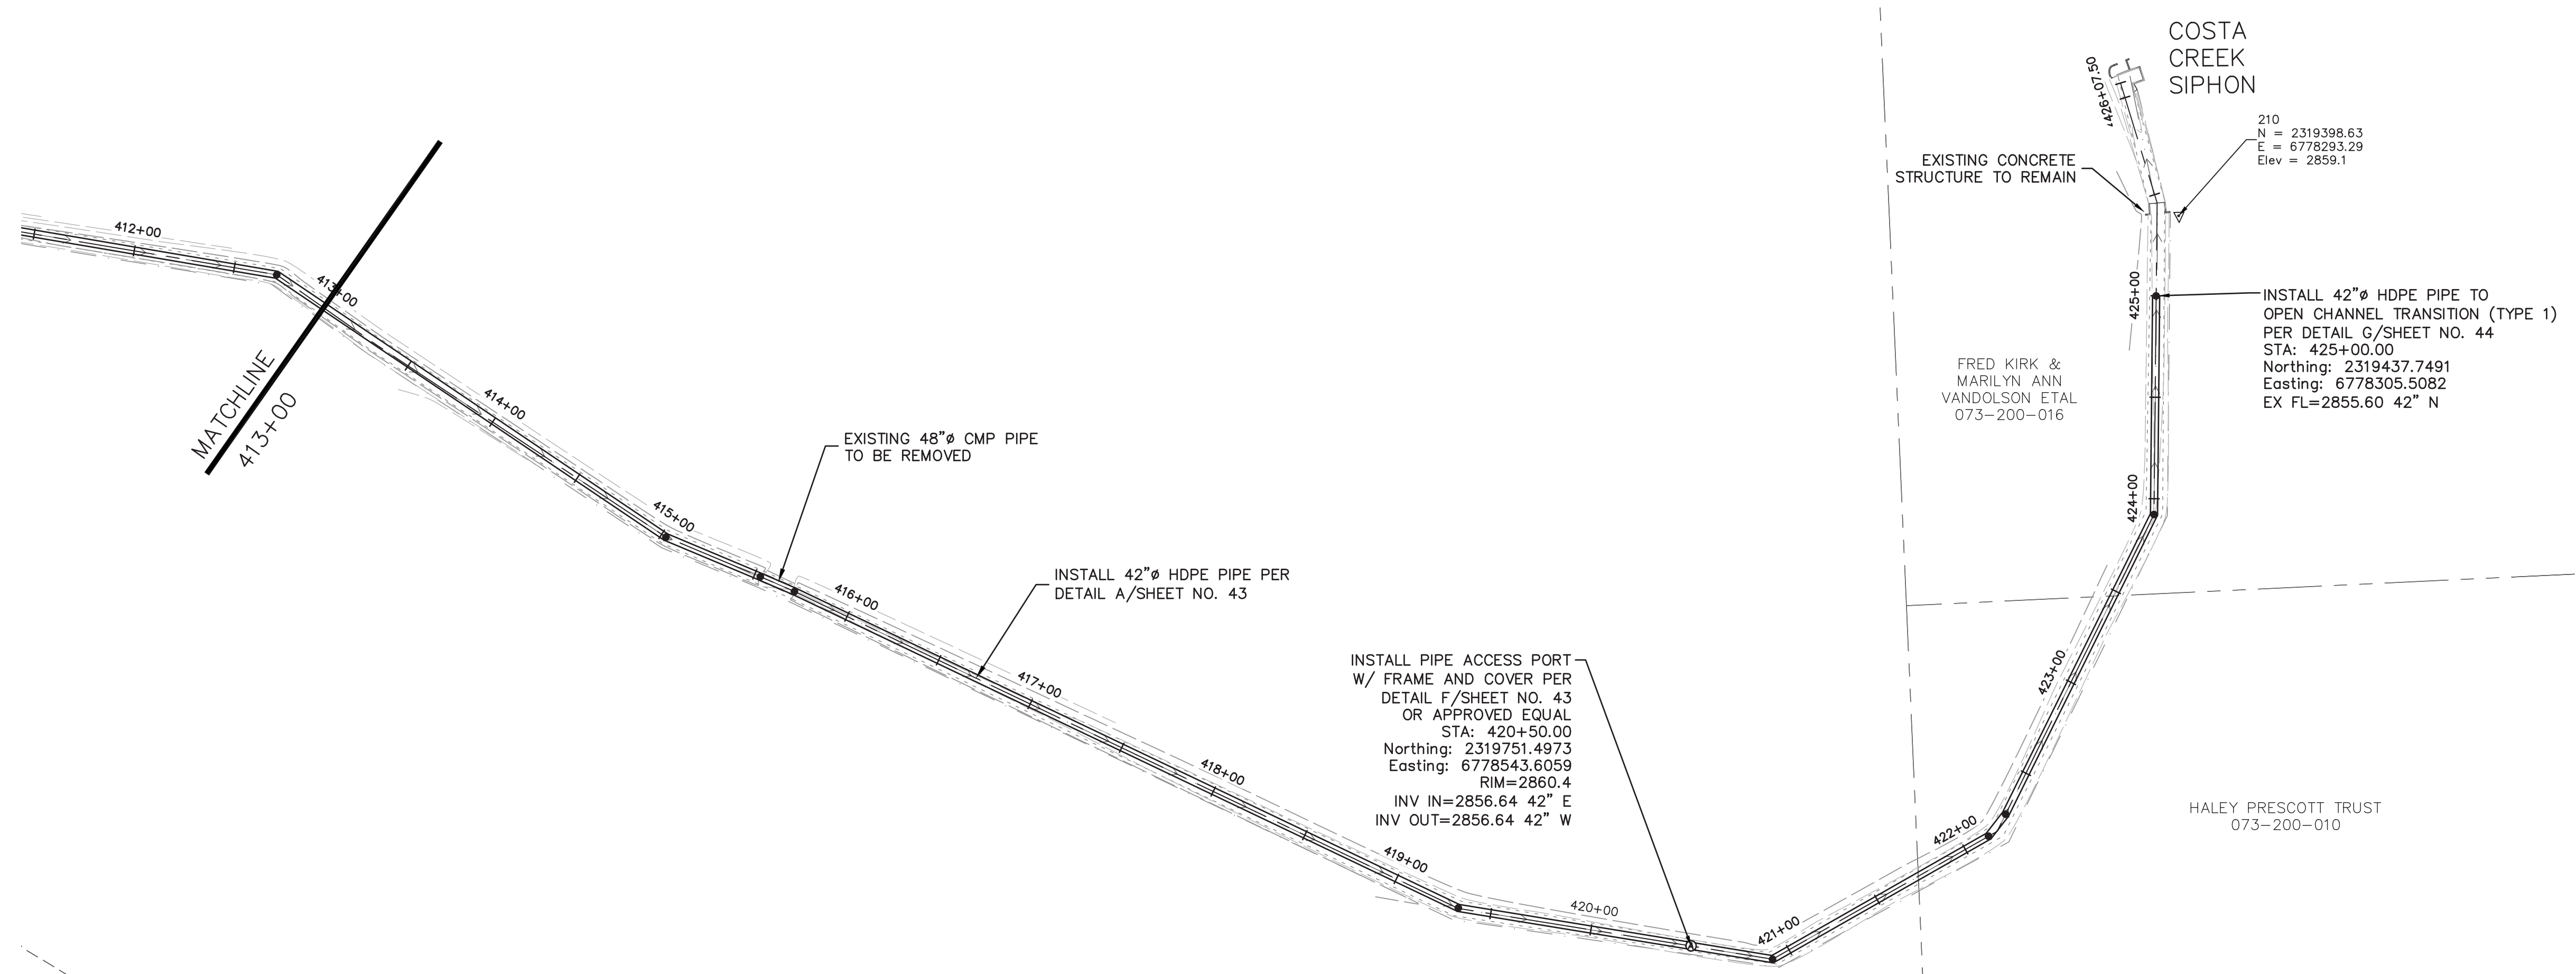 COSTA
CREEK
SIPHON
426+07.50
210
N = 2319398.63
E = 6778293.29
Elev = 2859.1
EXISTING CONCRETE
STRUCTURE TO REMAIN
412+00
413+00
MATCHLINE
413+00
414+00
415+00
EXISTING 48"ø CMP PIPE
TO BE REMOVED
416+00
INSTALL 42"ø HDPE PIPE PER
DETAIL A/SHEET NO. 43
417+00
418+00
419+00
INSTALL PIPE ACCESS PORT
W/ FRAME AND COVER PER
DETAIL F/SHEET NO. 43
OR APPROVED EQUAL
STA: 420+50.00
Northing: 2319751.4973
Easting: 6778543.6059
RIM=2860.4
INV IN=2856.64 42" E
INV OUT=2856.64 42" W
420+00
421+00
422+00
423+00
424+00
425+00
INSTALL 42"ø HDPE PIPE TO
OPEN CHANNEL TRANSITION (TYPE 1)
PER DETAIL G/SHEET NO. 44
STA: 425+00.00
Northing: 2319437.7491
Easting: 6778305.5082
EX FL=2855.60 42" N
FRED KIRK &
MARILYN ANN
VANDOLSON ETAL
073-200-016
HALEY PRESCOTT TRUST
073-200-010